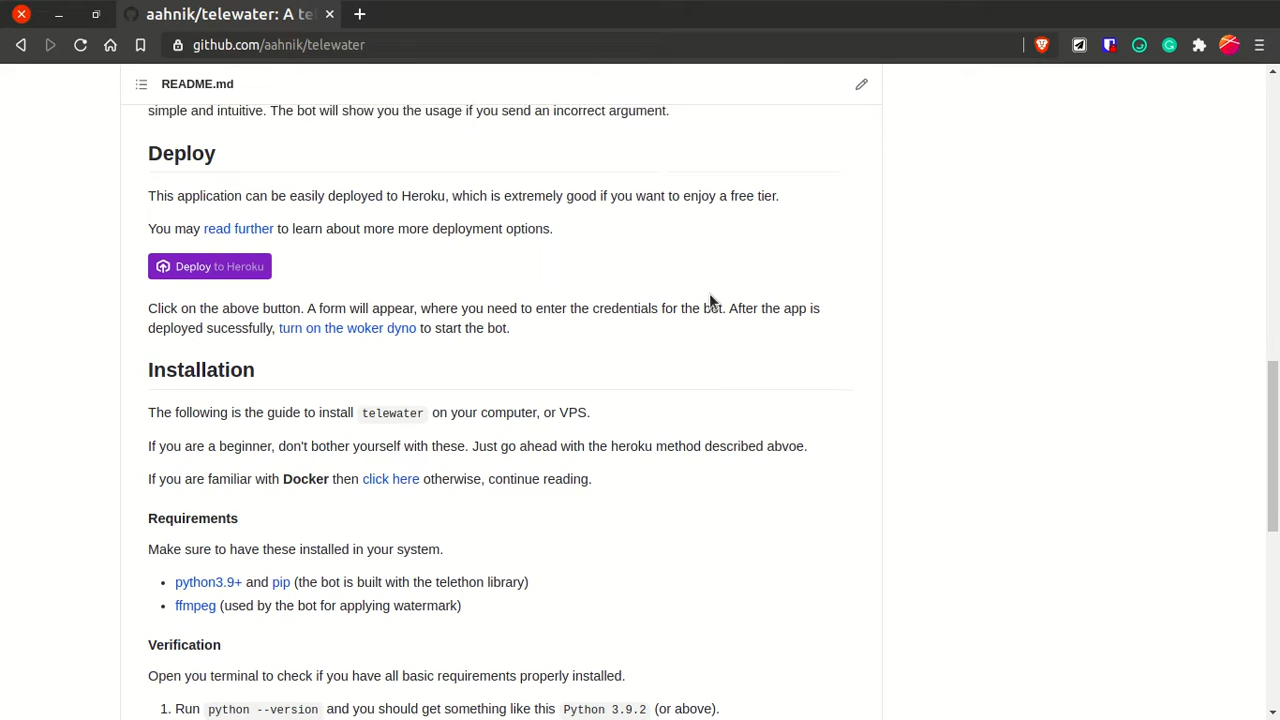 aahnik/telewater: A tel
github.com/aahnik/telewater
README.md
simple and intuitive. The bot will show you the usage if you send an incorrect argument.
Deploy
This application can be easily deployed to Heroku, which is extremely good if you want to enjoy a free tier.
You may read further to learn about more more deployment options.
Deploy to Heroku
Click on the above button. A form will appear, where you need to enter the credentials for the bot. After the app is
deployed sucessfully, turn on the woker dyno to start the bot.
Installation
The following is the guide to install telewater on your computer, or VPS.
If you are a beginner, don't bother yourself with these. Just go ahead with the heroku method described abvoe.
If you are familiar with Docker then click here otherwise, continue reading.
Requirements
Make sure to have these installed in your system.
• python3.9+ and pip (the bot is built with the telethon library)
• ffmpeg (used by the bot for applying watermark)
Verification
Open you terminal to check if you have all basic requirements properly installed.
1. Run python --version and you should get something like this Python 3.9.2 (or above).